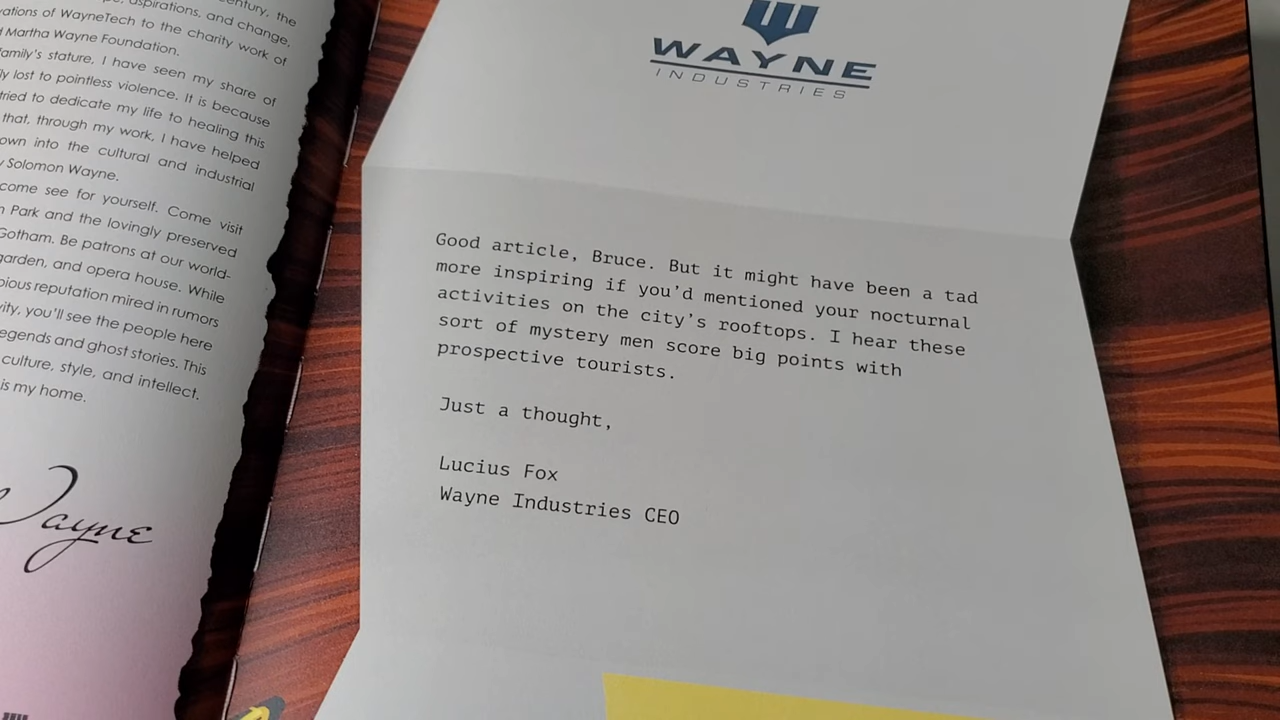 century, the
aspirations, and change,
vations of WayneTech to the charity work of
Martha Wayne Foundation.
family's stature, I have seen my share of
lost to pointless violence. It is because
tried to dedicate my life to healing this
that, through my work, I have helped
own into the cultural and industrial
Solomon Wayne.
come see for yourself. Come visit
Park and the lovingly preserved
Gotham. Be patrons at our world-
garden, and opera house. While
reputation mired in rumors
you'll see the people here
legends and ghost stories. This
culture, style, and intellect.
is my home.
Wayne
WAYNE
INDUSTRIES
Good article, Bruce. But it might have been a tad
more inspiring if you'd mentioned your nocturnal
activities on the city's rooftops. I hear these
sort of mystery men score big points with
prospective tourists.
Just a thought,
Lucius Fox
Wayne Industries CEO